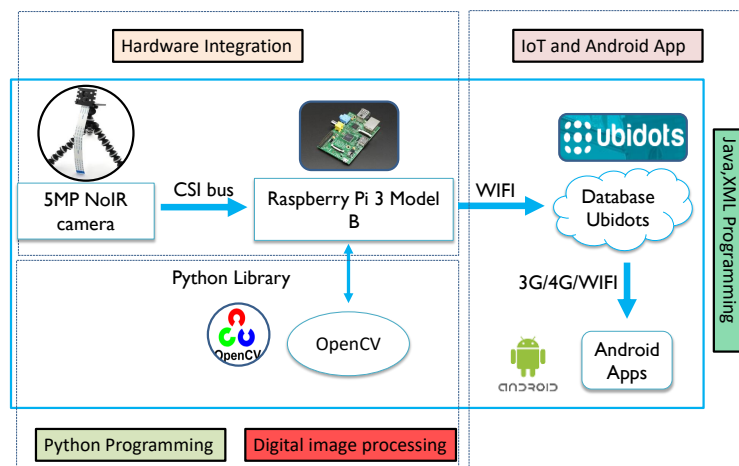 Hardware Integration
IoT and Android App
ubidots
5MP NoIR
camera
CSI bus
Raspberry Pi 3 Model
B
WIFI
Database
Ubidots
Java,XML Programming
Python Library
OpenCV
OpenCV
3G/4G/WIFI
Android
Apps
ANDROID
Python Programming
Digital image processing